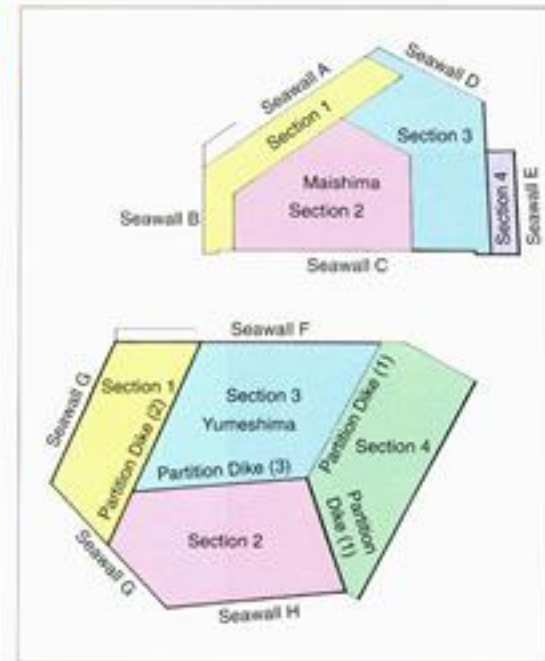 Seawall A
Seawall D
Section 1
Section 3
Maishima
Section 2
Section 4
Seawall E
Seawall B
Seawall C
Seawall F
Seawall G
Section 1
Section 3
Yumeshima
Partition Dike (1)
Section 4
Partition Dike (2)
Partition Dike (3)
Partition
Dike (1)
Section 2
Seawall G
Seawall H